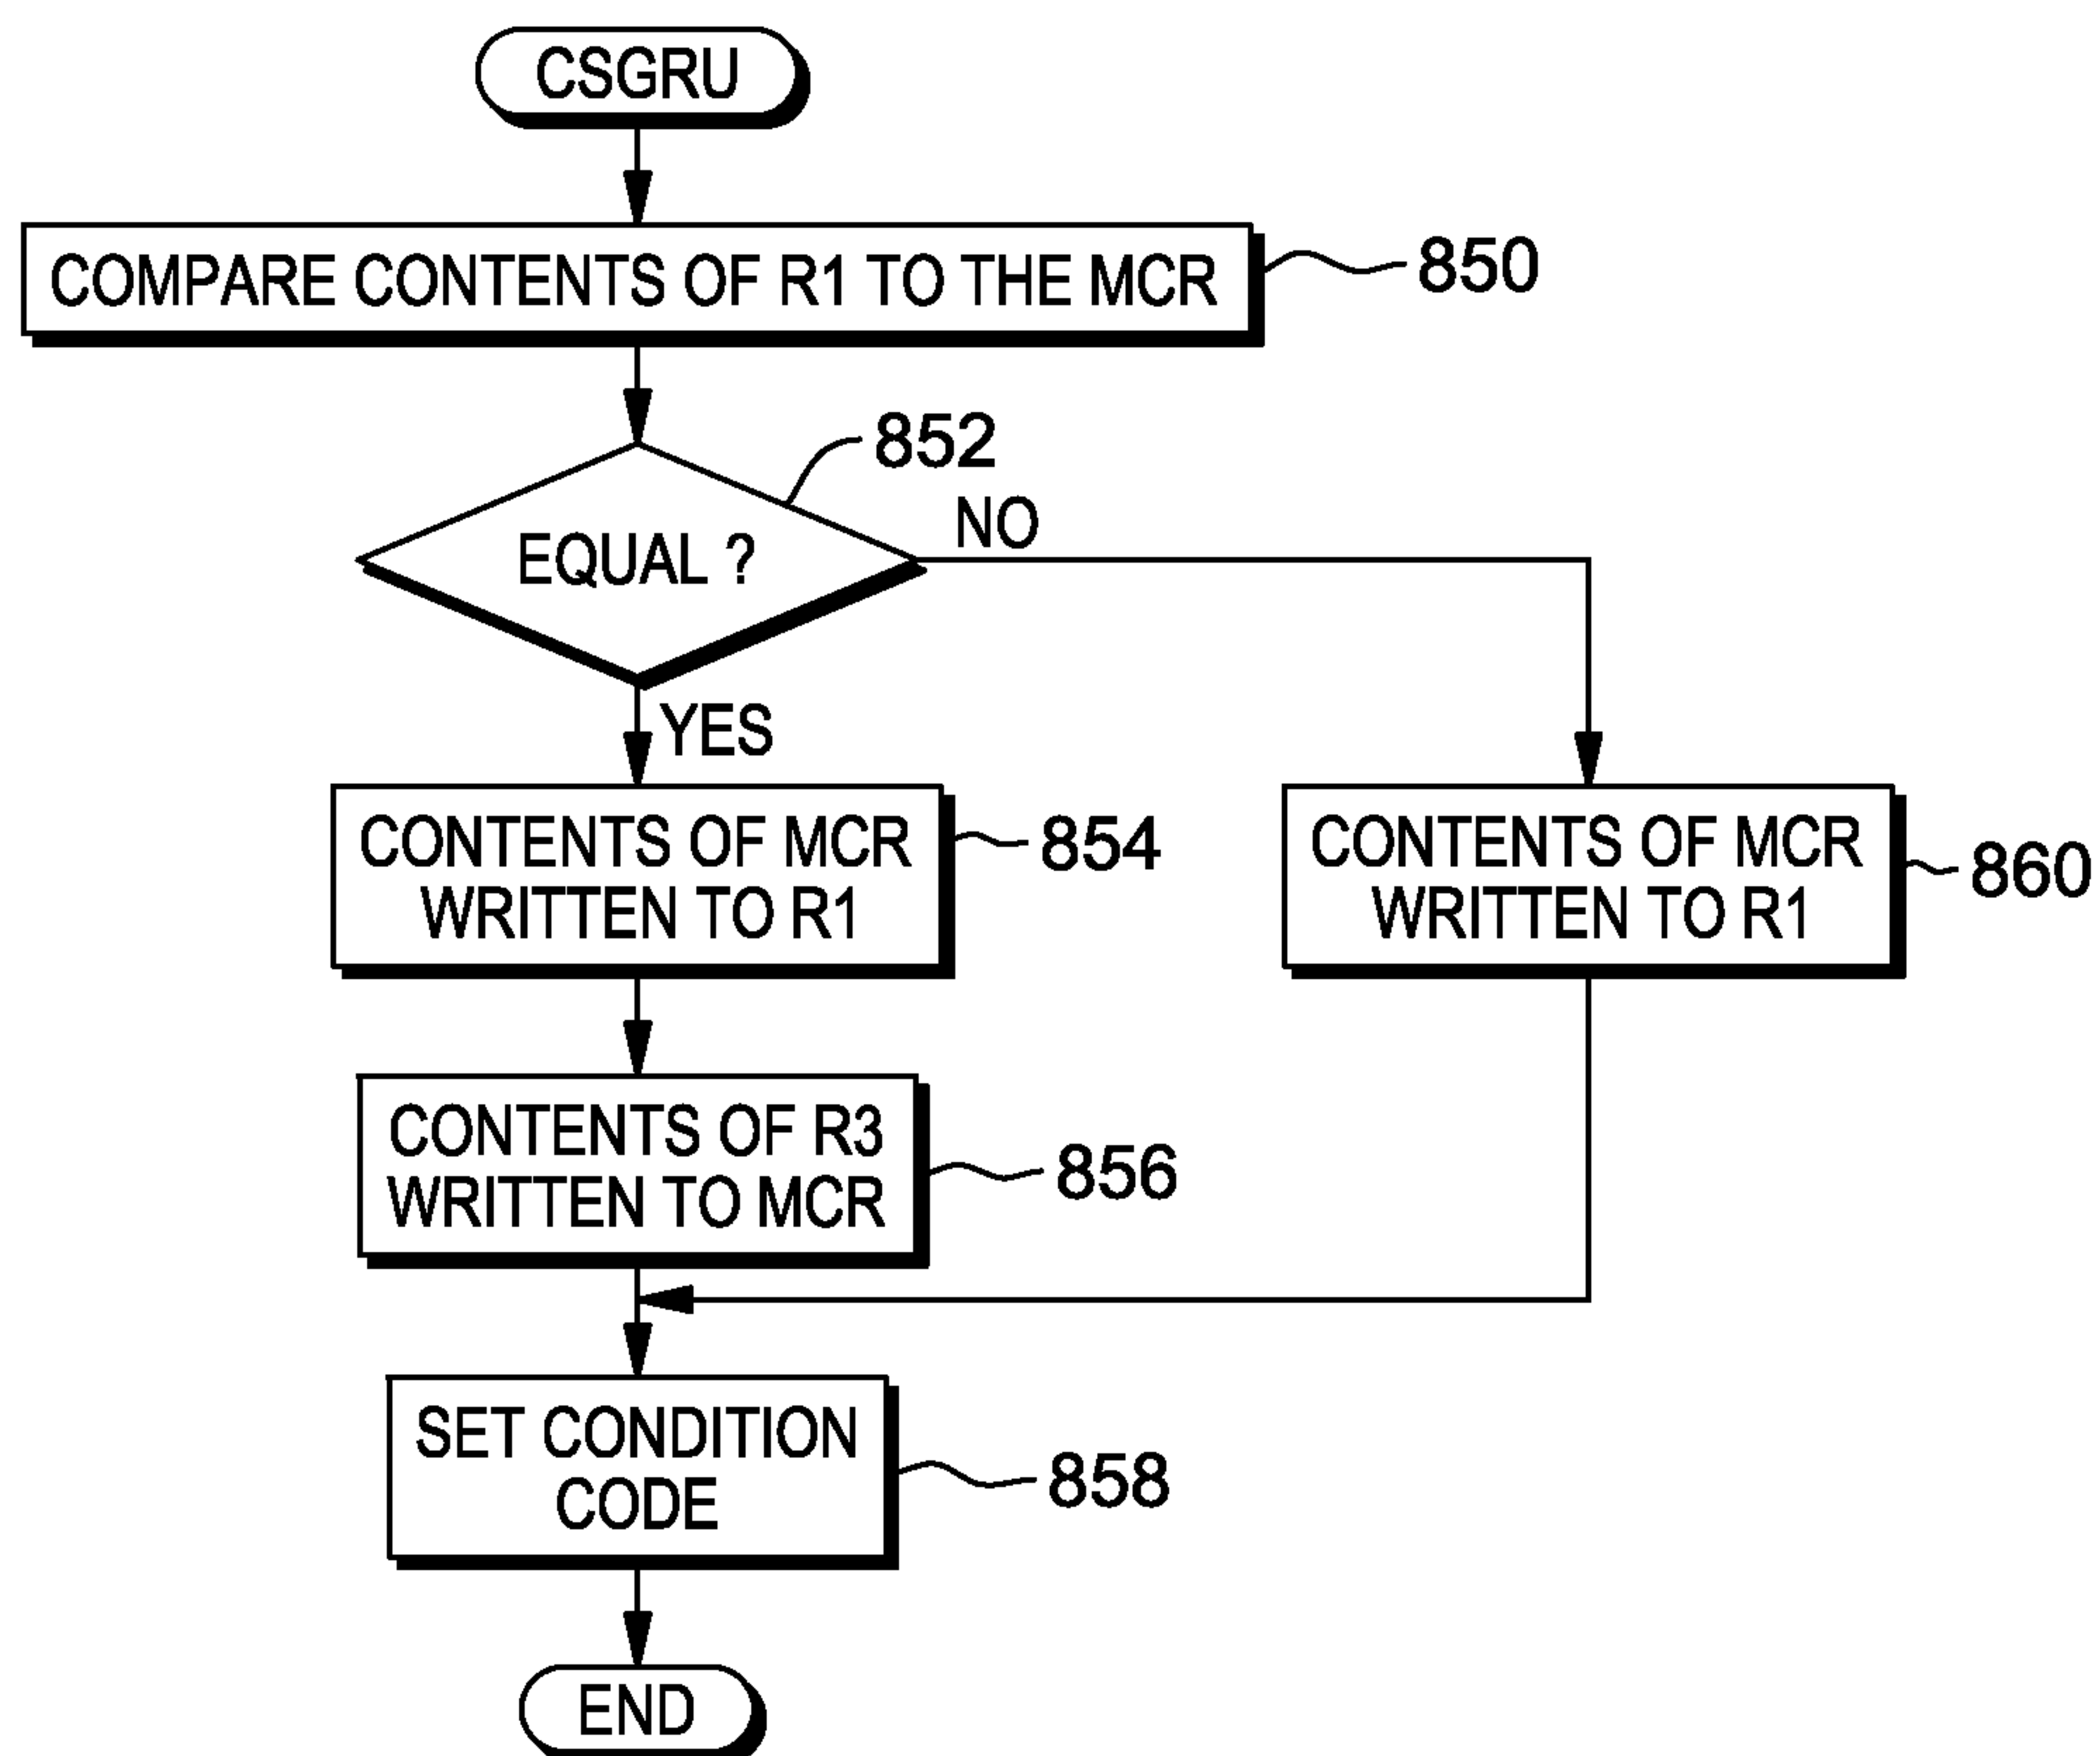 CSGRU
COMPARE CONTENTS OF R1 TO THE MCR
850
852
EQUAL ?
NO
YES
CONTENTS OF MCR
WRITTEN TO R1
854
CONTENTS OF MCR
WRITTEN TO R1
860
CONTENTS OF R3
WRITTEN TO MCR
856
SET CONDITION
CODE
858
END